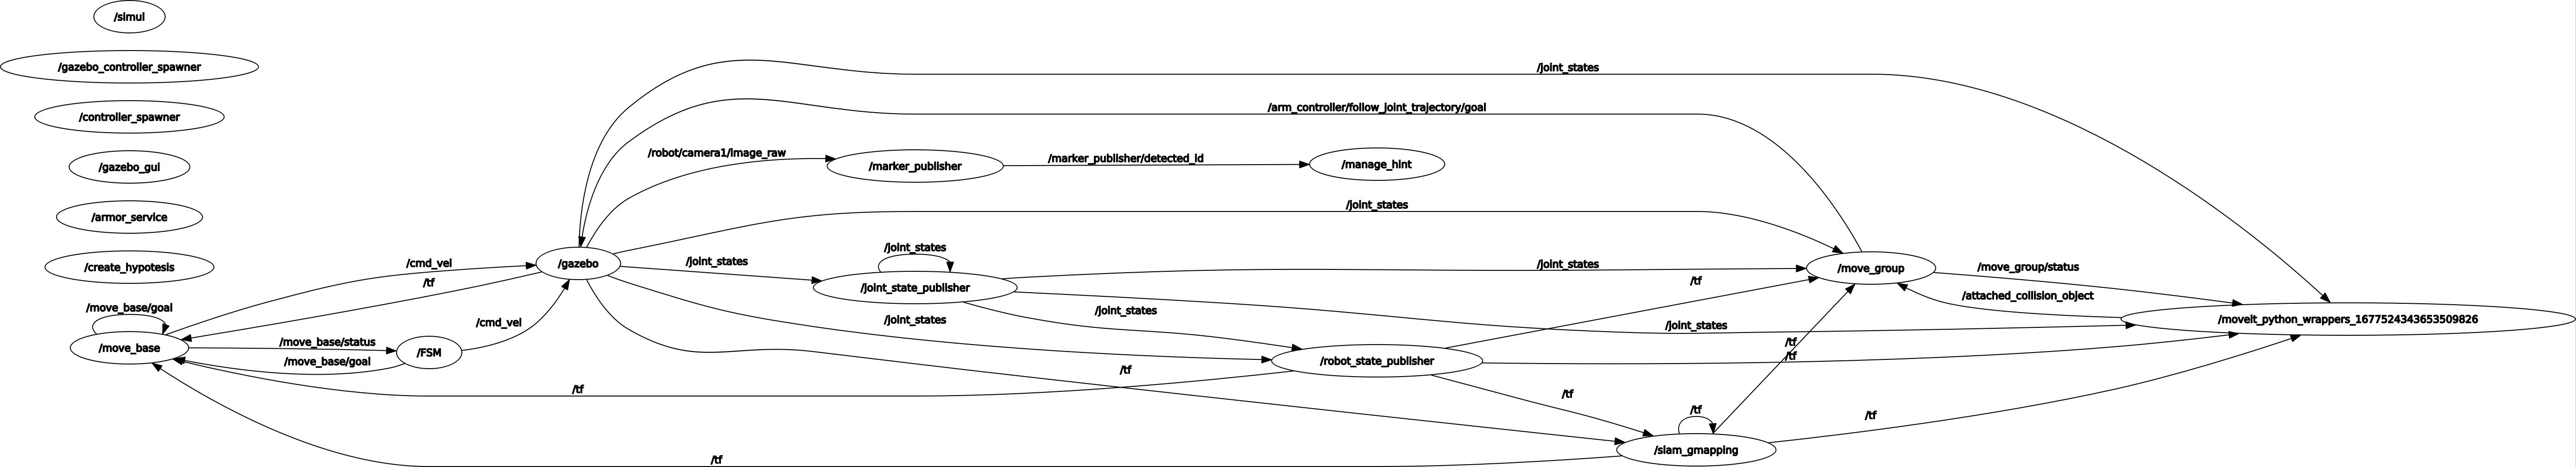 /simul
/gazebo_controller_spawner
/joint_states
/arm_controller/follow_joint_trajectory/goal
/controller_spawner
/robot/camera1/image_raw
/marker_publisher/detected_id
/gazebo_gui
/marker_publisher
/manage_hint
/joint_states
/armor_service
/joint_states
/create_hypotesis
/cmd_vel
/gazebo
/joint_states
/joint_states
/move_group
/move_group/status
/tf
/tf
/joint_state_publisher
/attached_collision_object
/move_base/goal
/joint_states
/cmd_vel
/joint_states
/joint_states
/moveit_python_wrappers_1677524343653509826
/move_base
/move_base/status
/FSM
/tf
/tf
/move_base/goal
/robot_state_publisher
/tf
/tf
/tf
/tf
/tf
/slam_gmapping
/tf